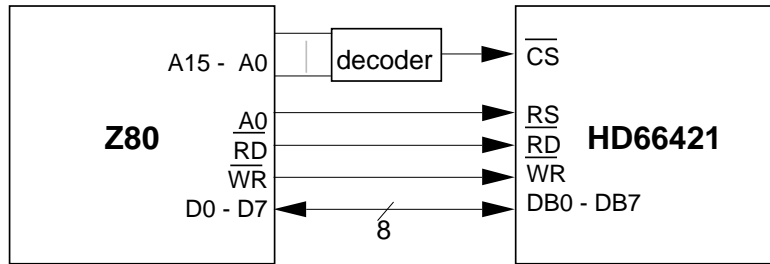 A15 - A0
decoder
CS
Z80
A0
RD
WR
D0 - D7
8
RS
RD
WR
DB0 - DB7
HD66421